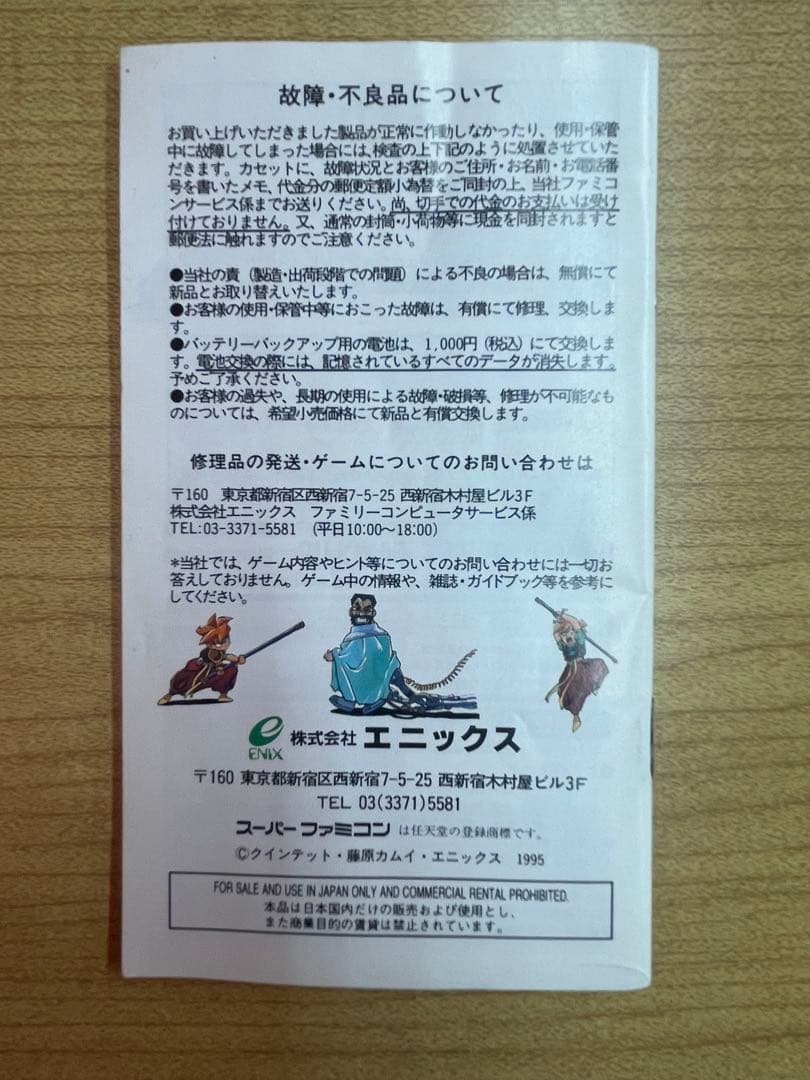 故障・不良品について
お買い上げいただきました製品が正常に作動しなかったり、使用・保管
中に故障してしまった場合には、検査の上下記のように処置させていただ
きます。カセットに、故障状況とお客様のご住所・お名前・お電話番
号を書いたメモ、代金分の郵便定額小為替をご同封の上、当社ファミコ
ンサービス係までお送りください。尚、切手での代金のお支払いは受け
付けておりません。又、通常の封筒・小荷物等に現金を同封されますと
郵便法に触れますのでご注意ください。
●当社の責（製造・出荷段階での問題）による不良の場合は、無償にて
新品とお取り替えいたします。
●お客様の使用・保管中等におこった故障は、有償にて修理、交換しま
す。
●バッテリーバックアップ用の電池は、1,000円（税込）にて交換しま
す。電池交換の際には、記憶されているすべてのデータが消失します。
予めご了承ください。
●お客様の過失や、長期の使用による故障・破損等、修理が不可能なも
のについては、希望小売価格にて新品と有償交換します。
修理品の発送・ゲームについてのお問い合わせは
〒160 東京都新宿区西新宿7-5-25 西新宿木村屋ビル3F
株式会社エニックス ファミリーコンピュータサービス係
TEL:03-3371-5581 （平日10:00～18:00）
*当社では、ゲーム内容やヒント等についてのお問い合わせには一切お
答えしておりません。ゲーム中の情報や、雑誌・ガイドブック等を参考に
してください。
ENIX 株式会社 エニックス
〒160 東京都新宿区西新宿7-5-25 西新宿木村屋ビル3F
TEL 03(3371)5581
スーパーファミコン は任天堂の登録商標です。
©クインテット・藤原カムイ・エニックス 1995
FOR SALE AND USE IN JAPAN ONLY AND COMMERCIAL RENTAL PROHIBITED.
本品は日本国内だけの販売および使用とし、
また商業目的の賃貸は禁止されています。